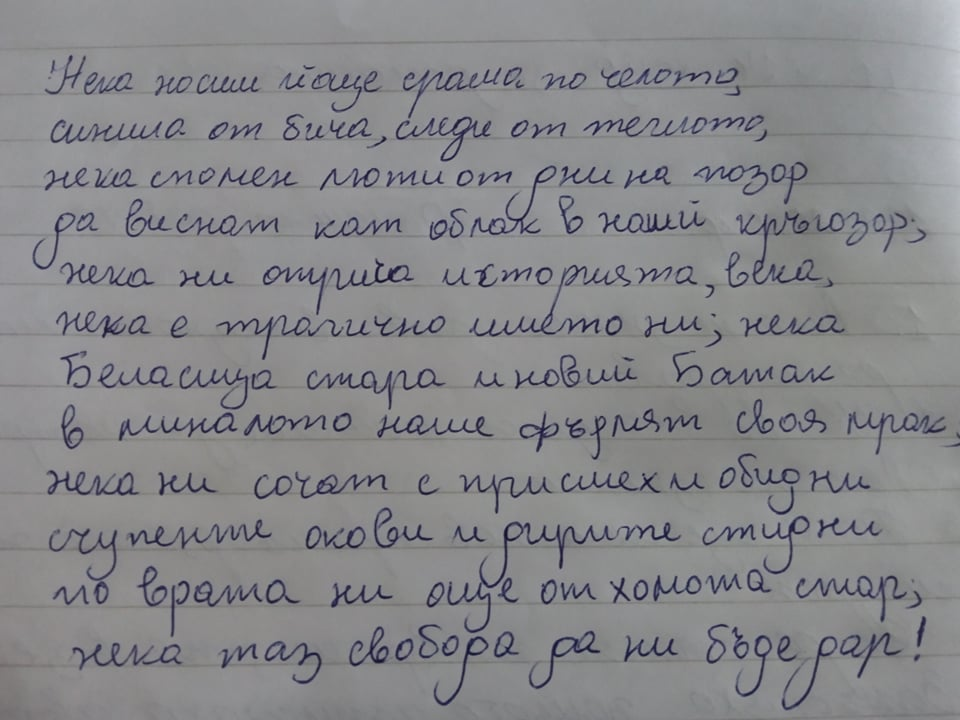 Нека носим йоще срама по челото,
синила от бича, следи от теглото,
нека спомен люти от дни на позор
да виснат кат облак в наший кръгозор;
нека ни отрича историята, века,
нека е трагично името ни; нека
Беласица стара и новий Батак
в миналото наше фърлят своя мрак,
нека ни сочат с присмехи обидни
счупенте окови и дирите стидни
по врата ни още от хомота стар;
нека таз свобода да ни бъде дар!